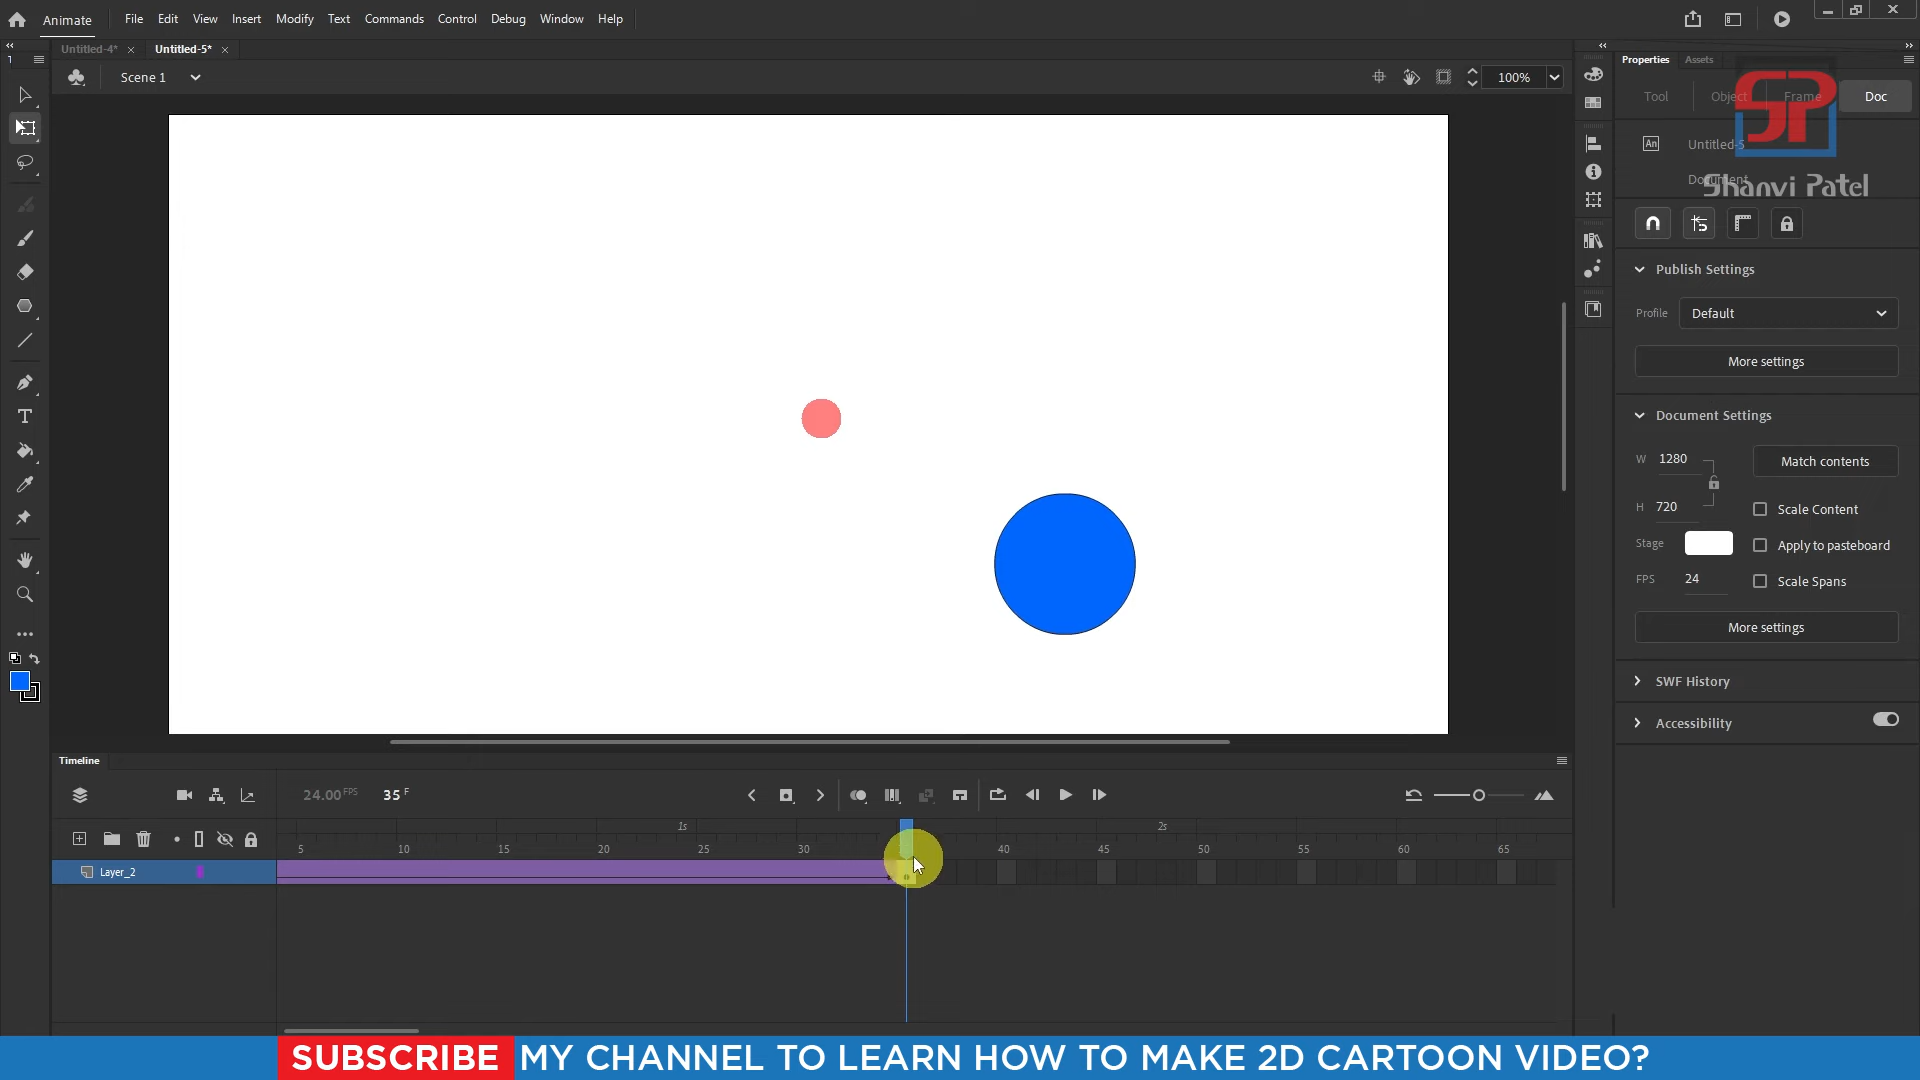 Animate File Edit View Insert Modify Text Commands Control Debug Window Help
Untitled-4* Untitled-5*
Scene 1 100%
Properties Assets
Tool Object Frame Doc
An Untitled-5
Document
SP
Shanvi Patel
Publish Settings
Profile Default
More settings
Document Settings
W 1280 Match contents
H 720 Scale Content
Stage Apply to pasteboard
FPS 24 Scale Spans
More settings
SWF History
Accessibility
Timeline
24.00 FPS 35 F
1s 2s
5 10 15 20 25 30 40 45 50 55 60 65
Layer_2
SUBSCRIBE MY CHANNEL TO LEARN HOW TO MAKE 2D CARTOON VIDEO?